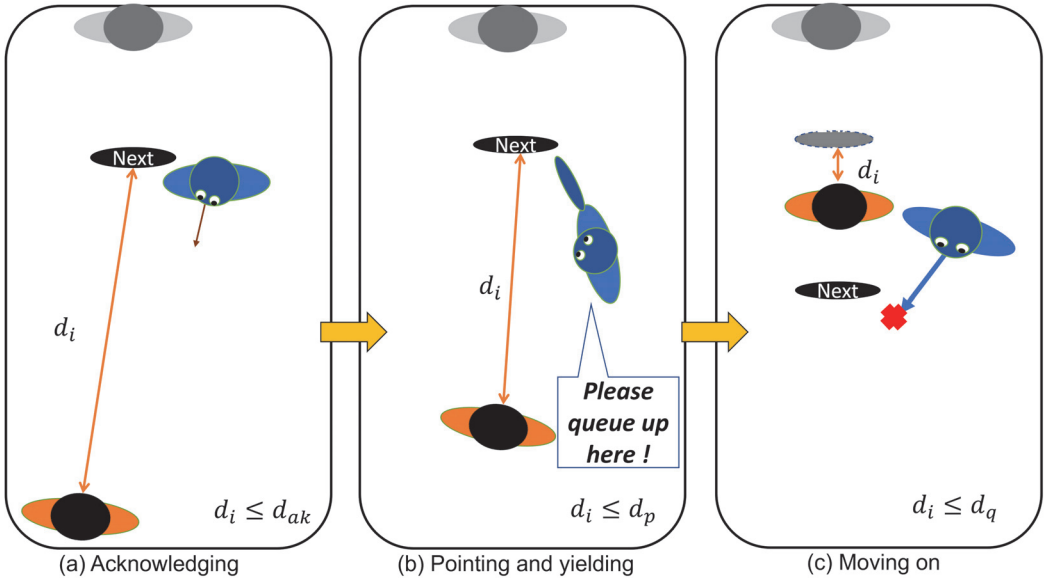 Next
d_i
d_i ≤ d_ak
(a) Acknowledging
Next
d_i
Please
queue up
here !
d_i ≤ d_p
(b) Pointing and yielding
d_i
Next
d_i ≤ d_q
(c) Moving on